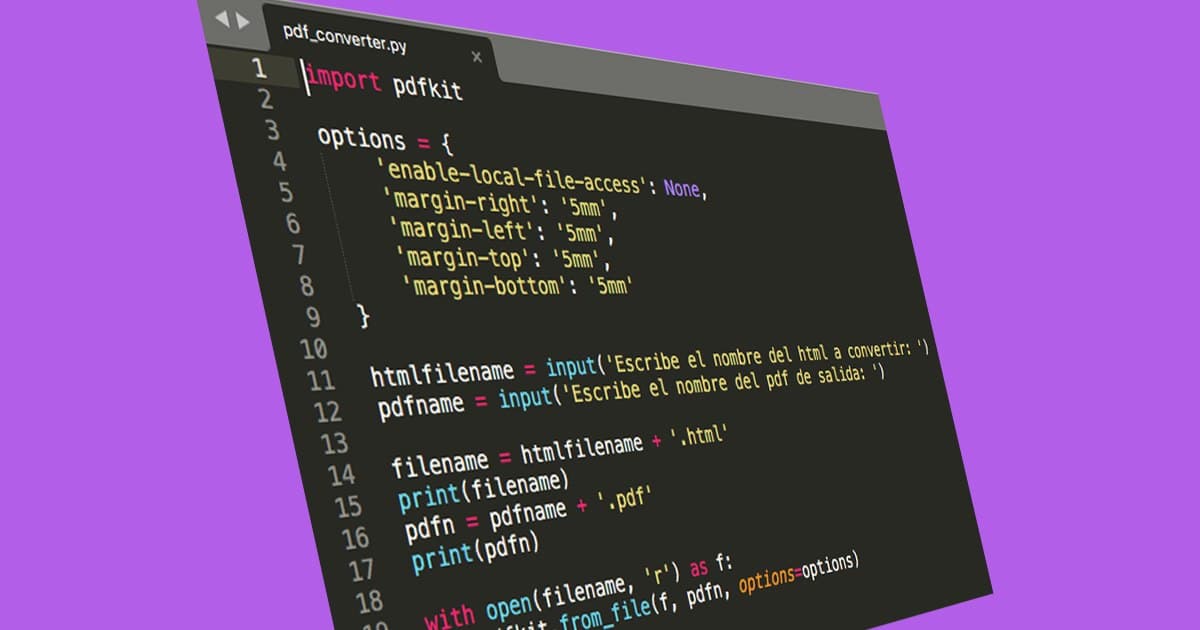 pdf_converter.py ×
1 import pdfkit
2
3 options = {
4 'enable-local-file-access': None,
5 'margin-right': '5mm',
6 'margin-left': '5mm',
7 'margin-top': '5mm',
8 'margin-bottom': '5mm'
9 }
10
11 htmlfilename = input('Escribe el nombre del html a convertir: ')
12 pdfname = input('Escribe el nombre del pdf de salida: ')
13
14 filename = htmlfilename + '.html'
15 print(filename)
16 pdfn = pdfname + '.pdf'
17 print(pdfn)
18
with open(filename, 'r') as f:
from_file(f, pdfn, options=options)